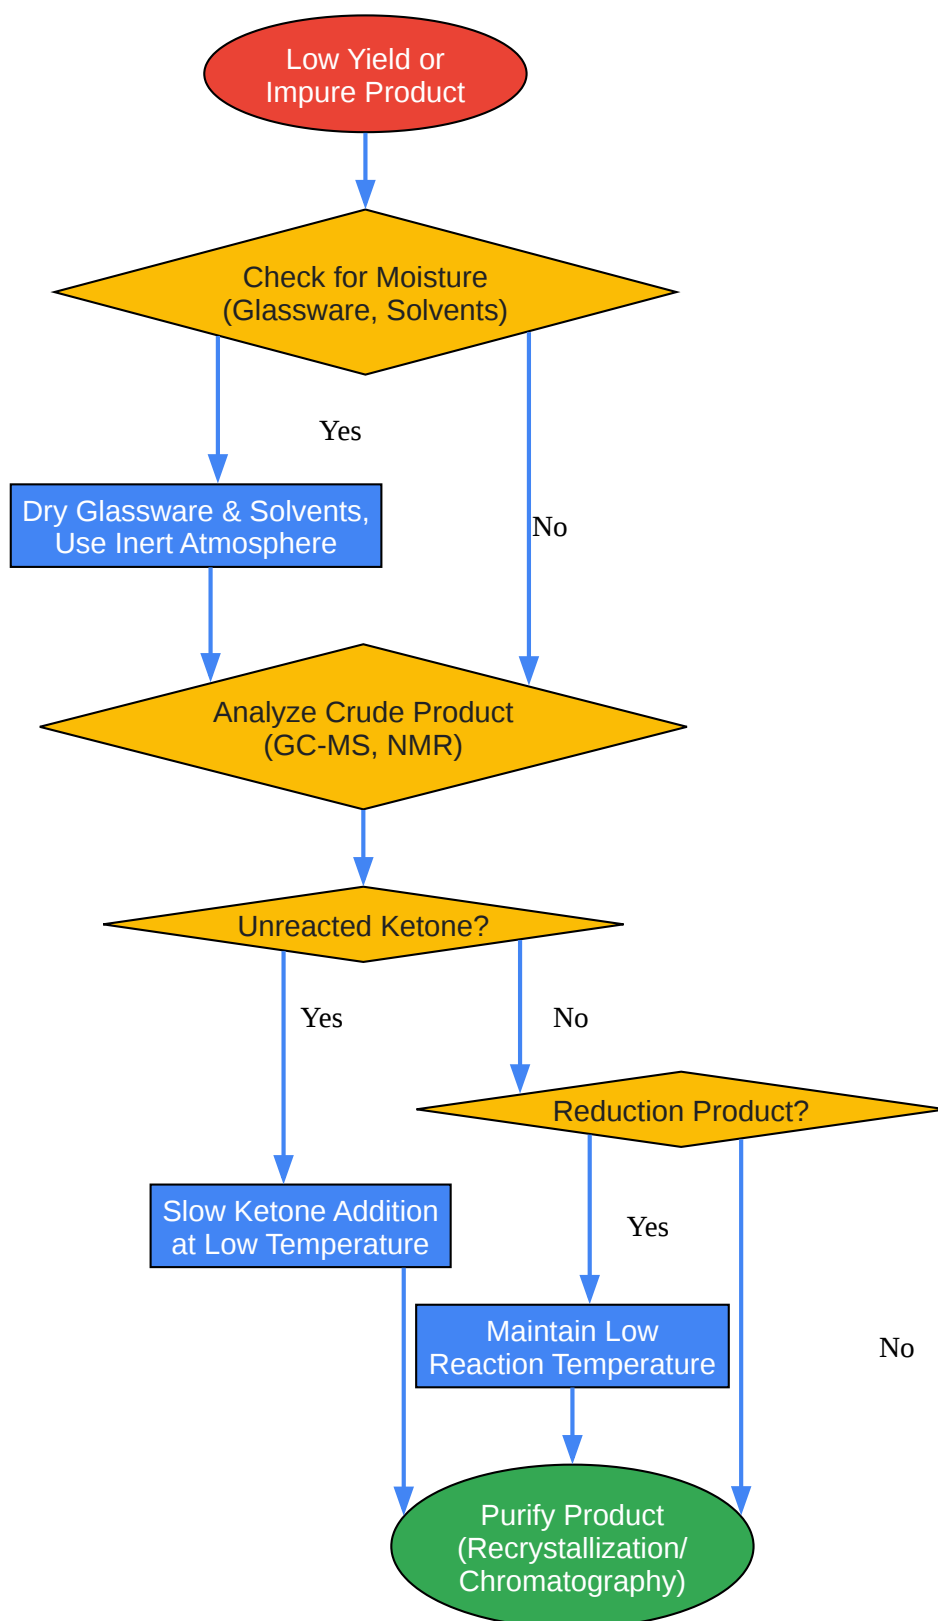 Low Yield or
Impure Product
Check for Moisture
(Glassware, Solvents)
Yes
Dry Glassware & Solvents,
Use Inert Atmosphere
No
Analyze Crude Product
(GC-MS, NMR)
Unreacted Ketone?
Yes
No
Reduction Product?
Slow Ketone Addition
at Low Temperature
Yes
Maintain Low
Reaction Temperature
No
Purify Product
(Recrystallization/
Chromatography)